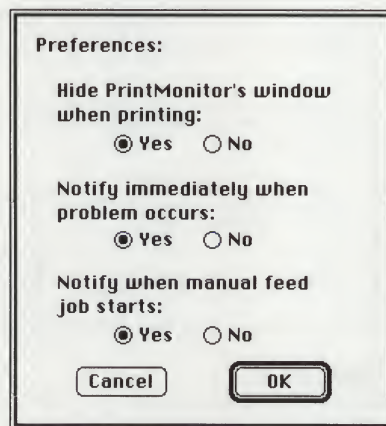 Preferences:
Hide PrintMonitor's window
when printing:
Yes No
Notify immediately when
problem occurs:
Yes No
Notify when manual feed
job starts:
Yes No
Cancel OK